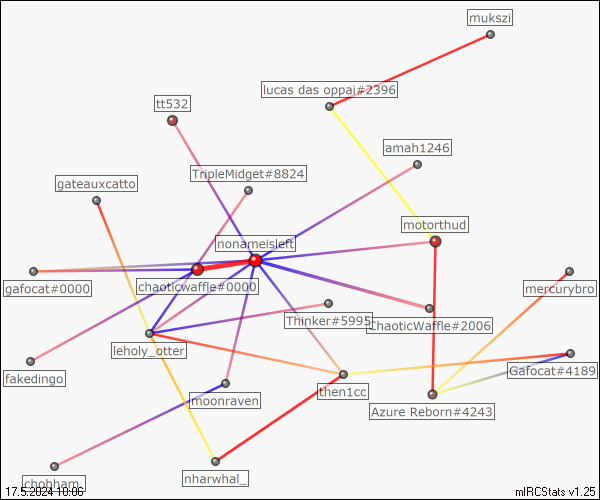 mukszi
lucas das oppai#2396
tt532
amah1246
TripleMidget#8824
gateauxcatto
motorthud
nonameisleft
gafocat#0000
chaoticwaffle#0000
mercurybro
Thinker#5995
ChaoticWaffle#2006
leholy_otter
fakedingo
Gafocat#4189
then1cc
moonraven
Azure Reborn#4243
nharwhal_
chobham_
17.5.2024 10:06
mIRCStats v1.25